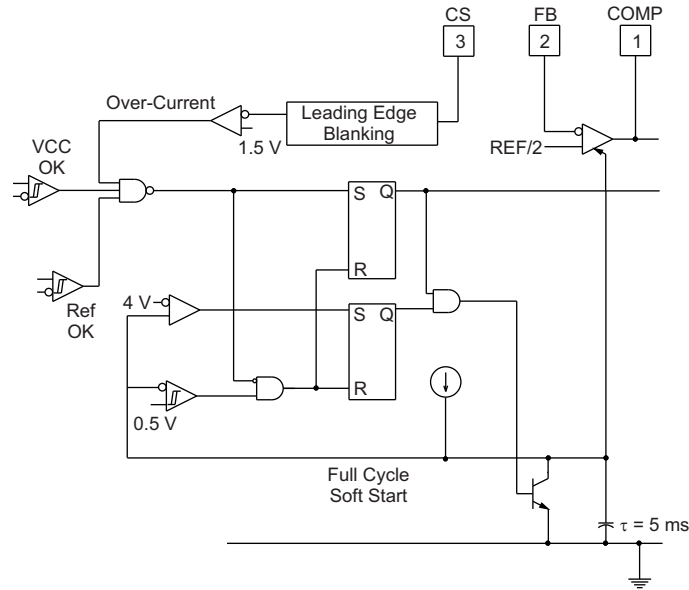 CS
FB
COMP
3
2
1
Over-Current
Leading Edge
Blanking
1.5 V
REF/2
VCC
OK
S Q
R
Ref
OK
4 V
S Q
R
0.5 V
Full Cycle
Soft Start
τ = 5 ms